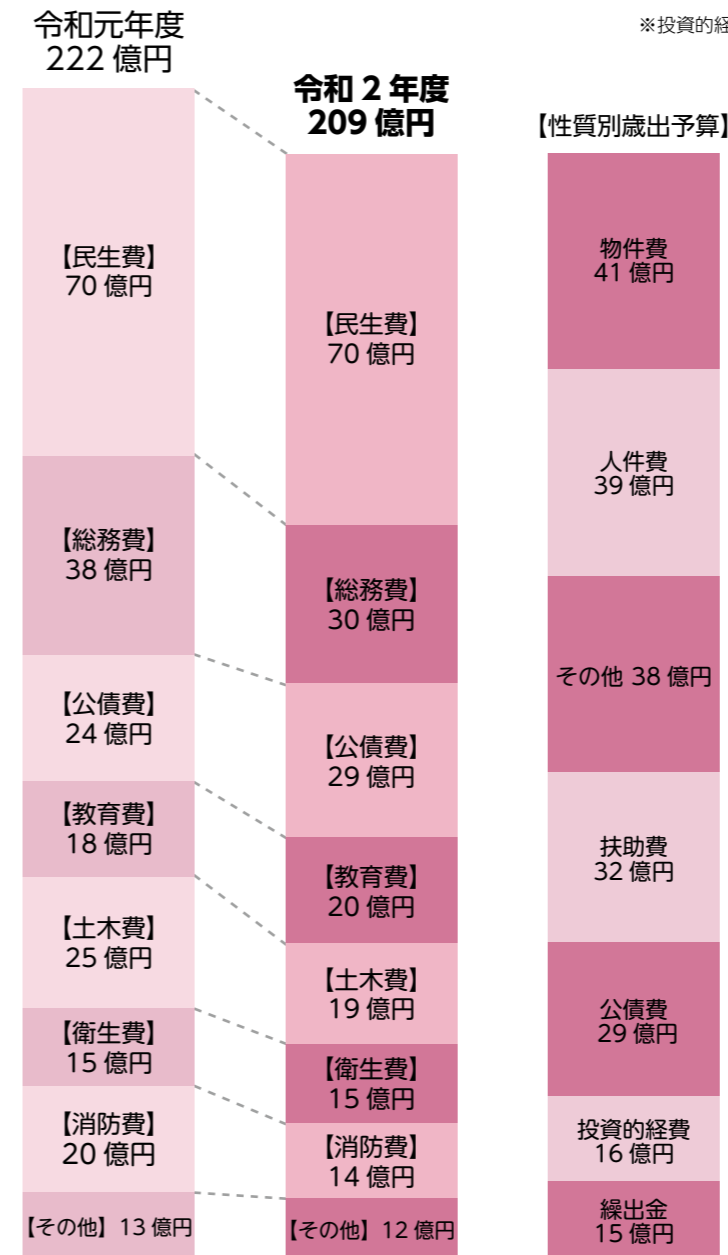 令和元年度
222 億円
【民生費】
70 億円
【総務費】
38 億円
【公債費】
24 億円
【教育費】
18 億円
【土木費】
25 億円
【衛生費】
15 億円
【消防費】
20 億円
【その他】13 億円
令和 2 年度
209 億円
【民生費】
70 億円
【総務費】
30 億円
【公債費】
29 億円
【教育費】
20 億円
【土木費】
19 億円
【衛生費】
15 億円
【消防費】
14 億円
【その他】12 億円
※投資的経
【性質別歳出予算】
物件費
41 億円
人件費
39 億円
その他 38 億円
扶助費
32 億円
公債費
29 億円
投資的経費
16 億円
繰出金
15 億円